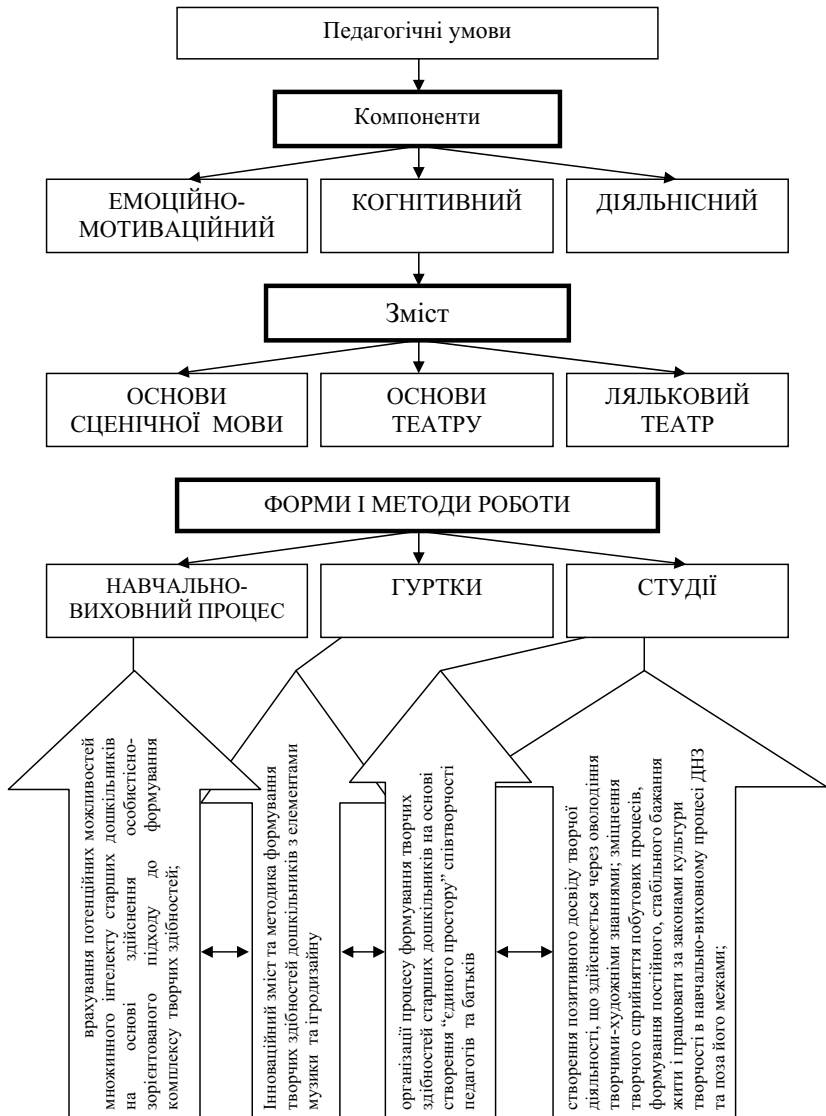 Педагогічні умови
Компоненти
ЕМОЦІЙНО-
МОТИВАЦІЙНИЙ
КОГНІТИВНИЙ
ДІЯЛЬНІСНИЙ
Зміст
ОСНОВИ
СЦЕНІЧНОЇ МОВИ
ОСНОВИ
ТЕАТРУ
ЛЯЛЬКОВИЙ
ТЕАТР
ФОРМИ І МЕТОДИ РОБОТИ
НАВЧАЛЬНО-
ВИХОВНИЙ ПРОЦЕС
ГУРТКИ
СТУДІЇ
врахування потенційних можливостей
множинного інтелекту старших дошкільників
на основі здійснення особистісно-
зорієнтованого підходу до формування
комплексу творчих здібностей;
Інноваційний зміст та методика формування
творчих здібностей дошкільників з елементами
музики та ігродизайну
організації процесу формування творчих
здібностей старших дошкільників на основі
створення “єдиного простору” співтворчості
педагогів та батьків
створення позитивного досвіду творчої
діяльності, що здійснюється через оволодіння
творчими-художніми знаннями; зміцнення
творчого сприйняття побутових процесів,
формування постійного, стабільного бажання
жити і працювати за законами культури
творчості в навчально-виховному процесі ДНЗ
та поза його межами;